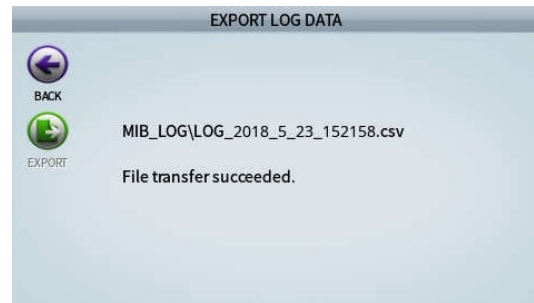 EXPORT LOG DATA
BACK
MIB_LOG\LOG_2018_5_23_152158.csv
EXPORT
File transfer succeeded.